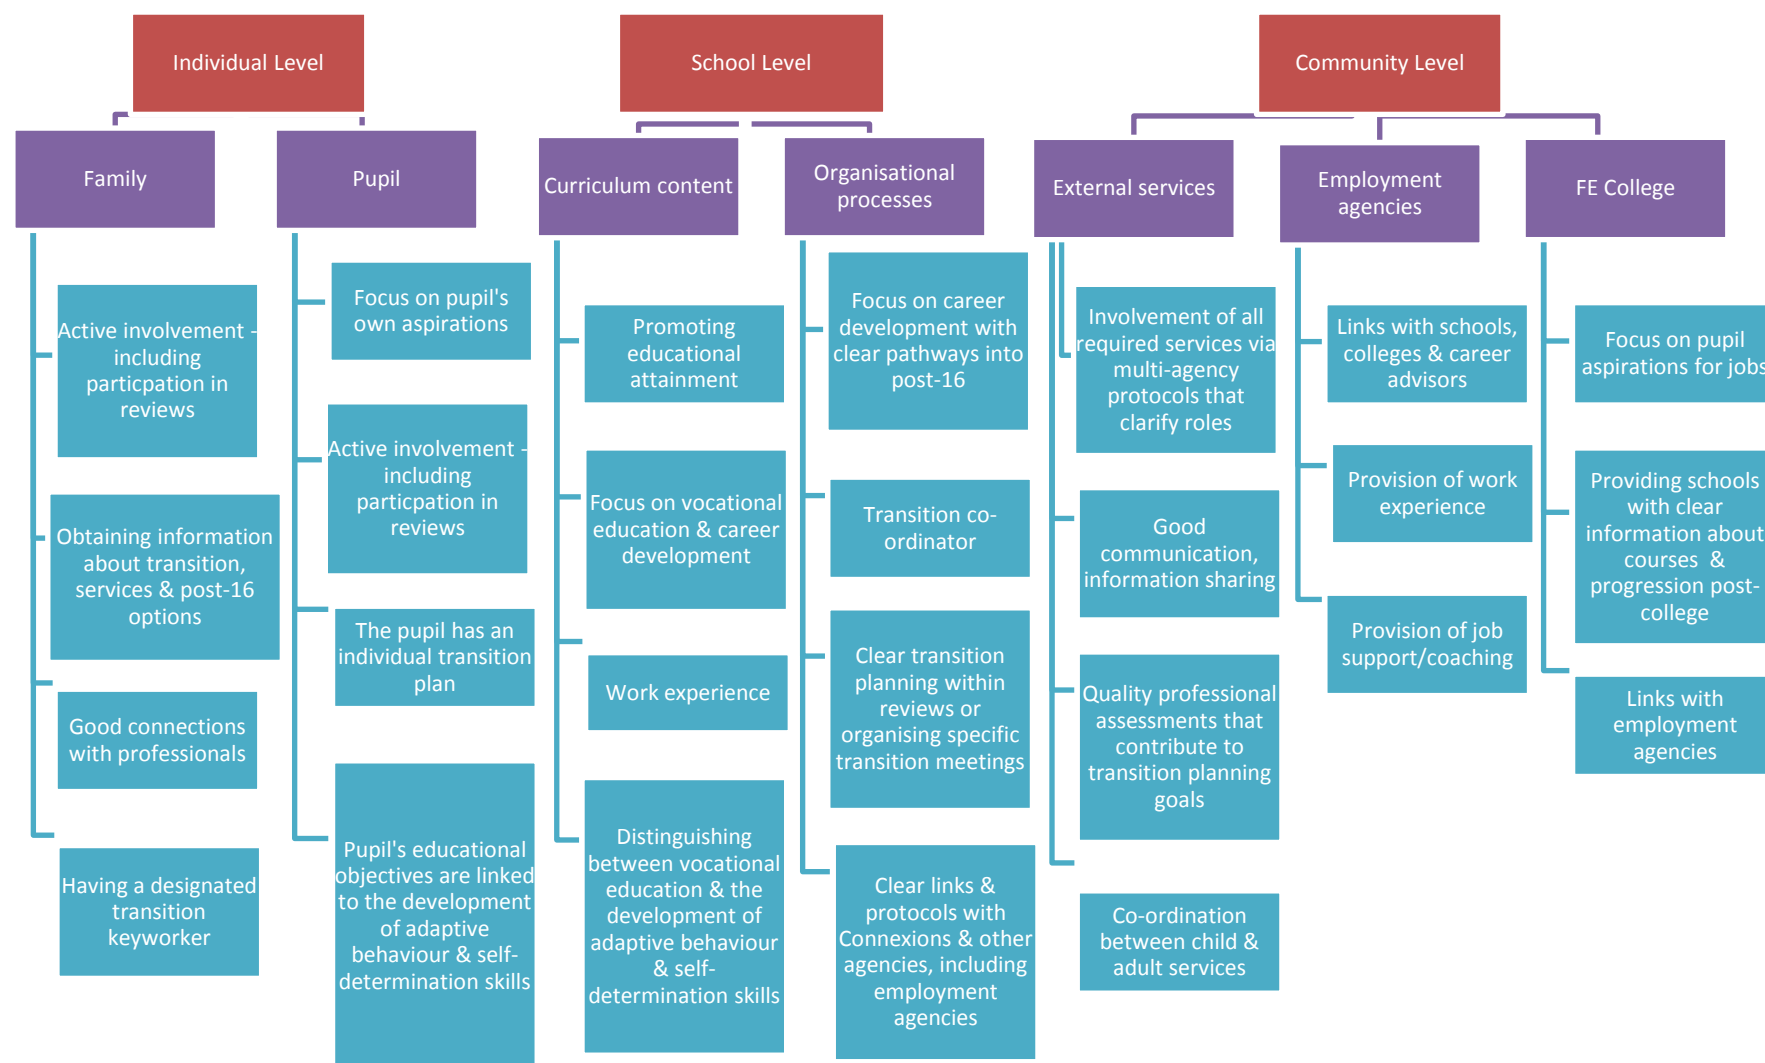 Individual Level
School Level
Community Level
Family
Pupil
Curriculum content
Organisational
processes
External services
Employment
agencies
FE College
Active involvement -
including
particpation in
reviews
Obtaining information
about transition,
services & post-16
options
Good connections
with professionals
Having a designated
transition
keyworker
Focus on pupil's
own aspirations
Active involvement -
including
particpation in
reviews
The pupil has an
individual transition
plan
Pupil's educational
objectives are linked
to the development
of adaptive
behaviour & self-
determination skills
Promoting
educational
attainment
Focus on vocational
education & career
development
Work experience
Distinguishing
between vocational
education & the
development of
adaptive behaviour
& self-
determination skills
Focus on career
development with
clear pathways into
post-16
Transition co-
ordinator
Clear transition
planning within
reviews or
organising specific
transition meetings
Clear links &
protocols with
Connexions & other
agencies, including
employment
agencies
Involvement of all
required services via
multi-agency
protocols that
clarify roles
Good
communication,
information sharing
Quality professional
assessments that
contribute to
transition planning
goals
Co-ordination
between child &
adult services
Links with schools,
colleges & career
advisors
Provision of work
experience
Provision of job
support/coaching
Focus on pupil
aspirations for jobs
Providing schools
with clear
information about
courses &
progression post-
college
Links with
employment
agencies